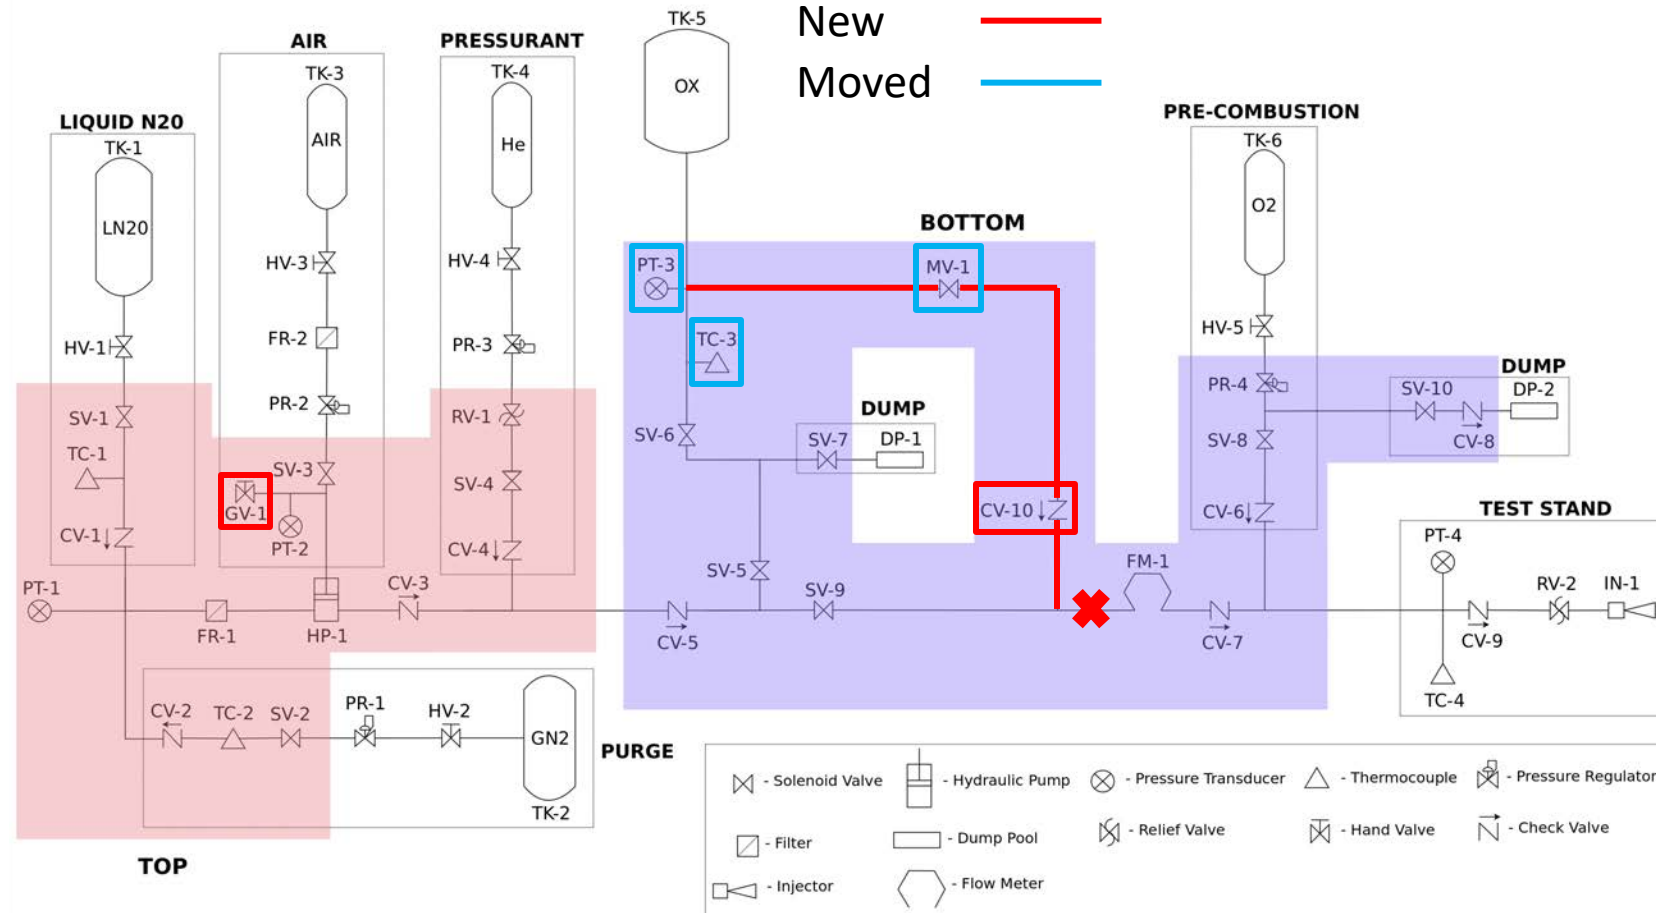 New
Moved
TK-5
OX
AIR
TK-3
AIR
HV-3
FR-2
PR-2
SV-3
GV-1
PT-2
PRESSURANT
TK-4
He
HV-4
PR-3
RV-1
SV-4
CV-4
LIQUID N20
TK-1
LN20
HV-1
SV-1
TC-1
CV-1
PT-1
FR-1
HP-1
CV-3
CV-2
TC-2
SV-2
PR-1
HV-2
GN2
TK-2
PURGE
TOP
BOTTOM
PT-3
MV-1
TC-3
SV-6
DUMP
SV-7
DP-1
CV-10
SV-5
SV-9
CV-5
FM-1
CV-7
PRE-COMBUSTION
TK-6
O2
HV-5
PR-4
SV-8
CV-6
DUMP
SV-10
DP-2
CV-8
TEST STAND
PT-4
RV-2
IN-1
CV-9
TC-4
- Solenoid Valve
- Hydraulic Pump
- Pressure Transducer
- Thermocouple
- Pressure Regulator
- Filter
- Dump Pool
- Relief Valve
- Hand Valve
- Check Valve
- Injector
- Flow Meter